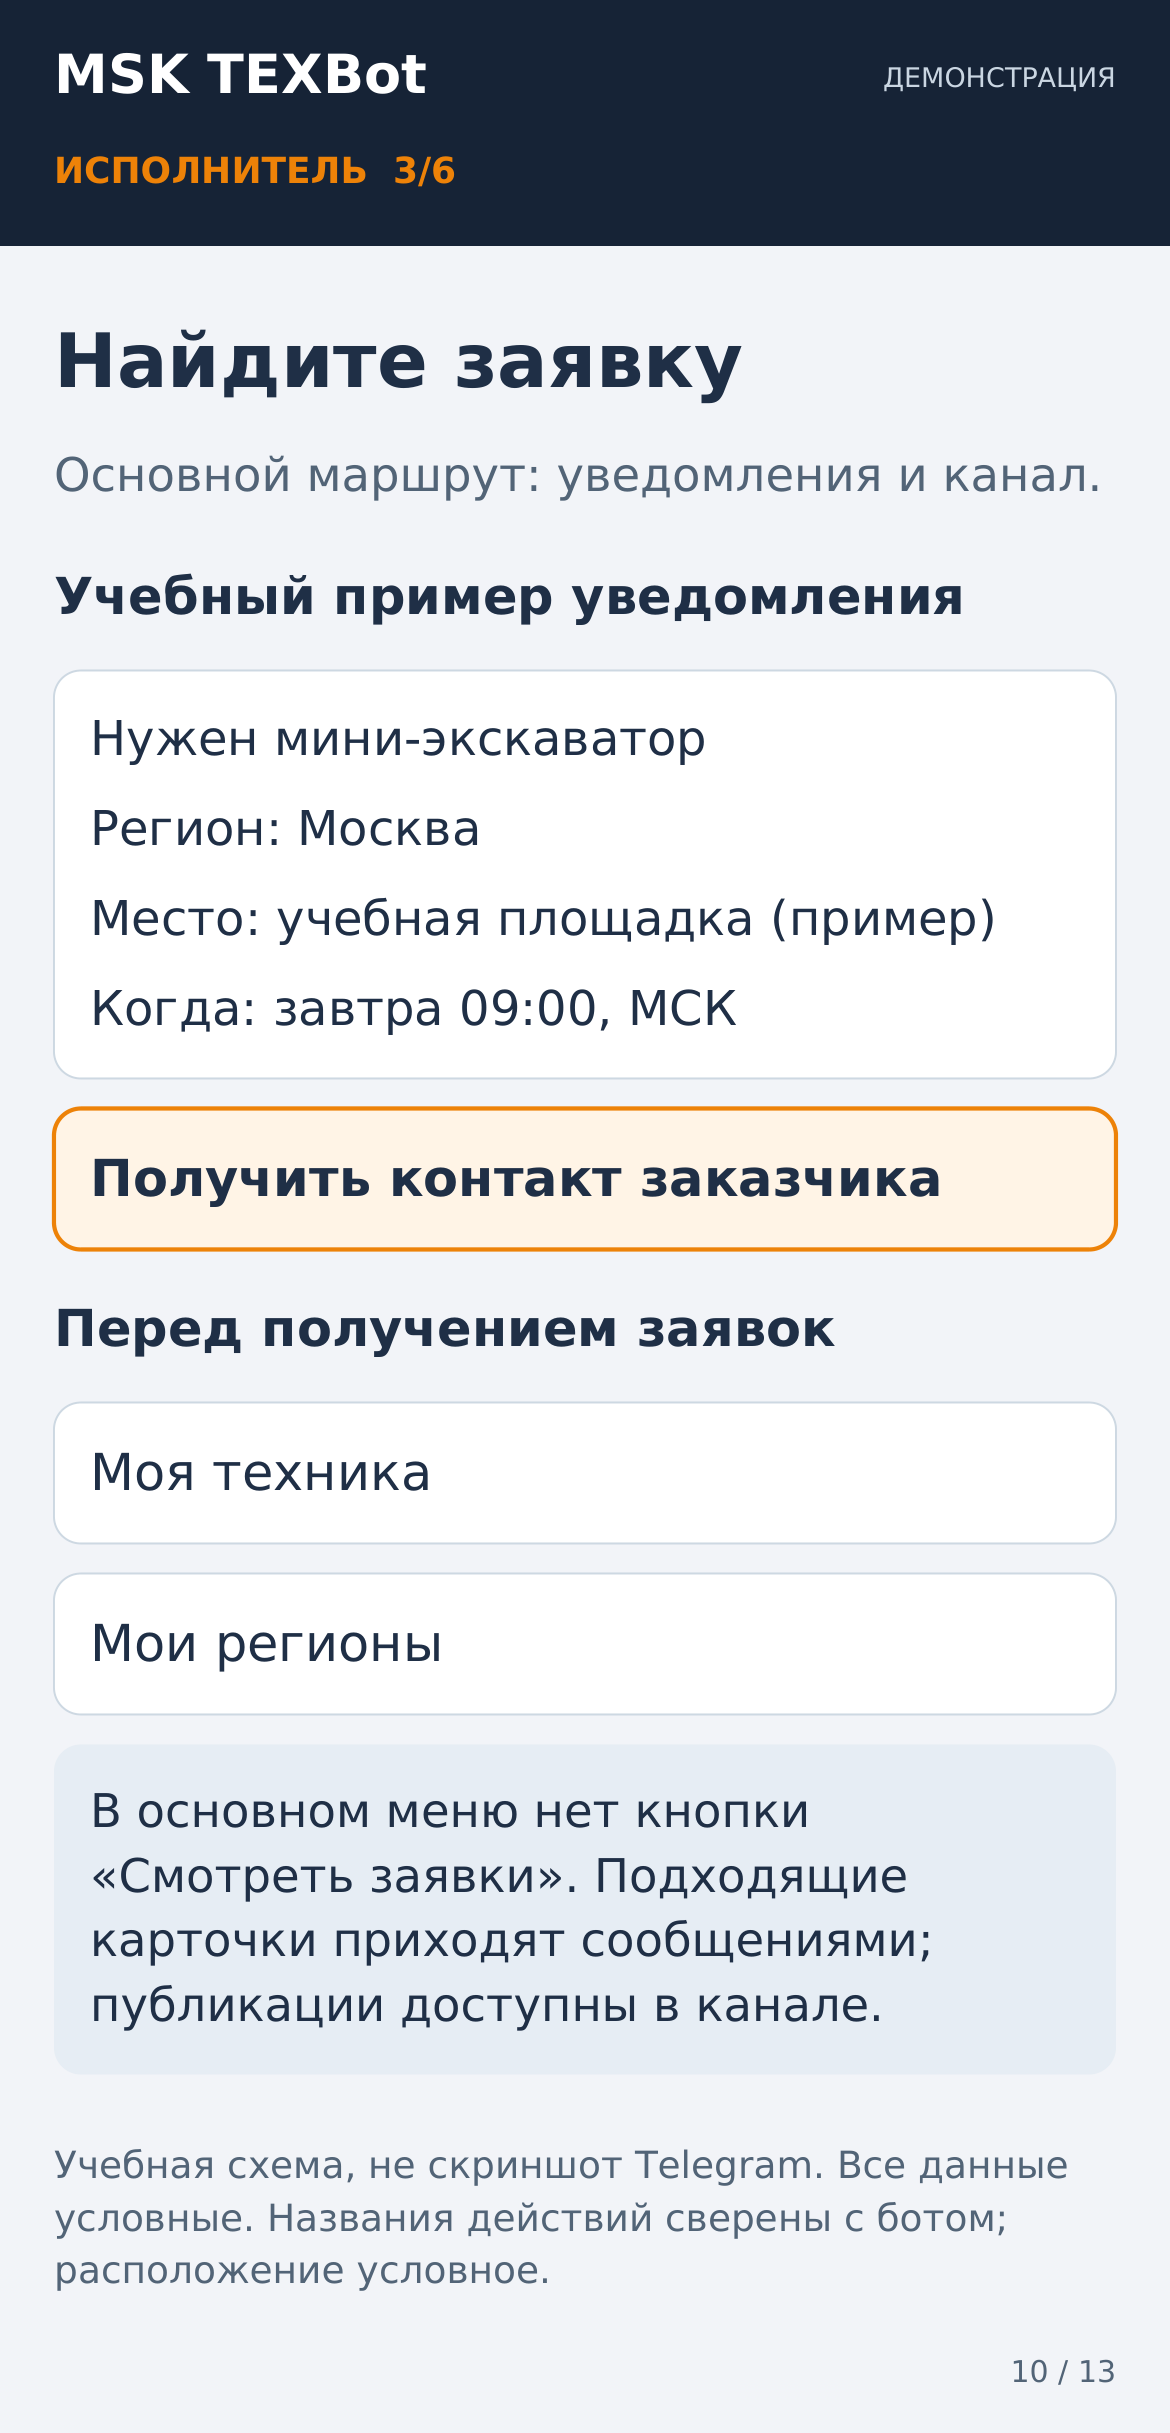 MSK TEXBot
ДЕМОНСТРАЦИЯ
ИСПОЛНИТЕЛЬ 3/6
Найдите заявку
Основной маршрут: уведомления и канал.
Учебный пример уведомления
Нужен мини-экскаватор
Регион: Москва
Место: учебная площадка (пример)
Когда: завтра 09:00, МСК
Получить контакт заказчика
Перед получением заявок
Моя техника
Мои регионы
В основном меню нет кнопки
«Смотреть заявки». Подходящие
карточки приходят сообщениями;
публикации доступны в канале.
Учебная схема, не скриншот Telegram. Все данные
условные. Названия действий сверены с ботом;
расположение условное.
10 / 13